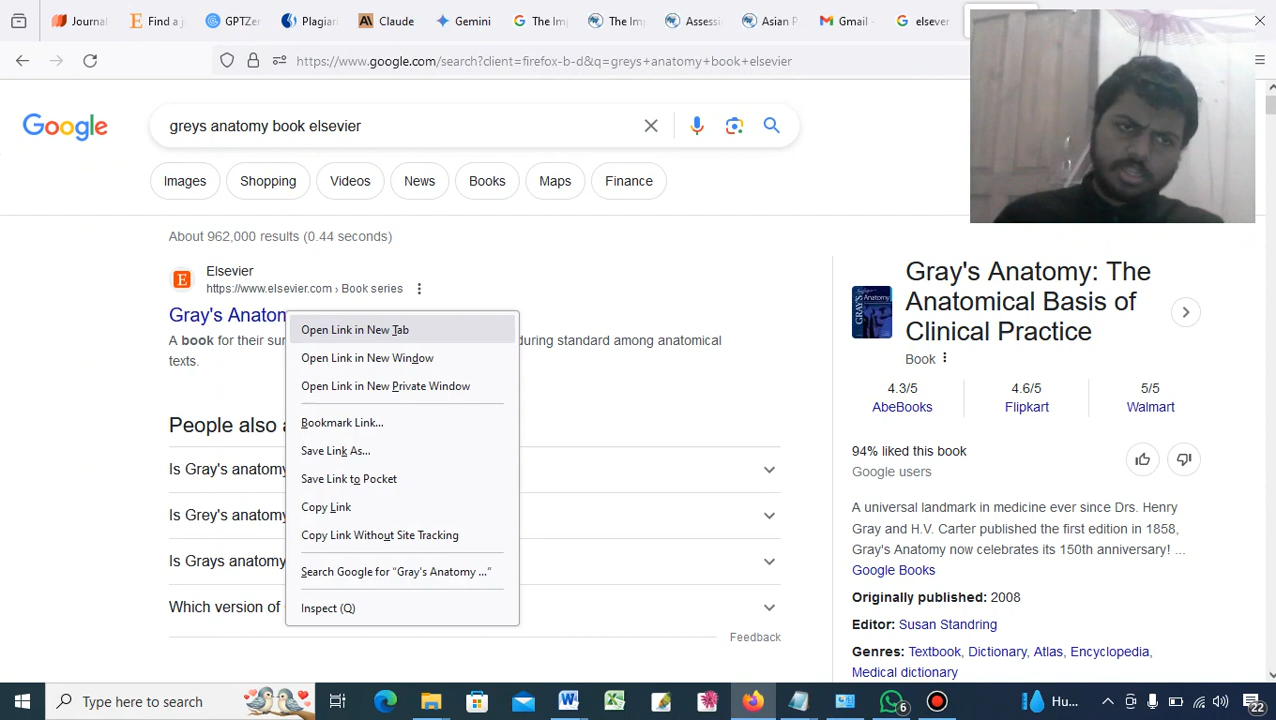 Journal
Find a j
GPTZer
Plagiar
Claude
Gemini
The Imp
The Imp
Assessi
Asian P
Gmail -
elsever
https://www.google.com/search?client=firefox-b-d&q=greys+anatomy+book+elsevier
Google
greys anatomy book elsevier
Images
Shopping
Videos
News
Books
Maps
Finance
About 962,000 results (0.44 seconds)
Elsevier
https://www.elsevier.com › Book series
Gray's Anaton
A book for their sur
during standard among anatomical
texts.
People also
Is Gray's anatomy
Is Grey's anatomy
Is Grays anatomy
Which version of
Feedback
Open Link in New Tab
Open Link in New Window
Open Link in New Private Window
Bookmark Link...
Save Link As...
Save Link to Pocket
Copy Link
Copy Link Without Site Tracking
Search Google for “Gray's Anatomy ...”
Inspect (Q)
Gray's Anatomy: The
Anatomical Basis of
Clinical Practice
Book
4.3/5
AbeBooks
4.6/5
Flipkart
5/5
Walmart
94% liked this book
Google users
A universal landmark in medicine ever since Drs. Henry
Gray and H.V. Carter published the first edition in 1858,
Gray's Anatomy now celebrates its 150th anniversary! ...
Google Books
Originally published: 2008
Editor: Susan Standring
Genres: Textbook, Dictionary, Atlas, Encyclopedia,
Medical dictionary
Type here to search
Hu...
6
22